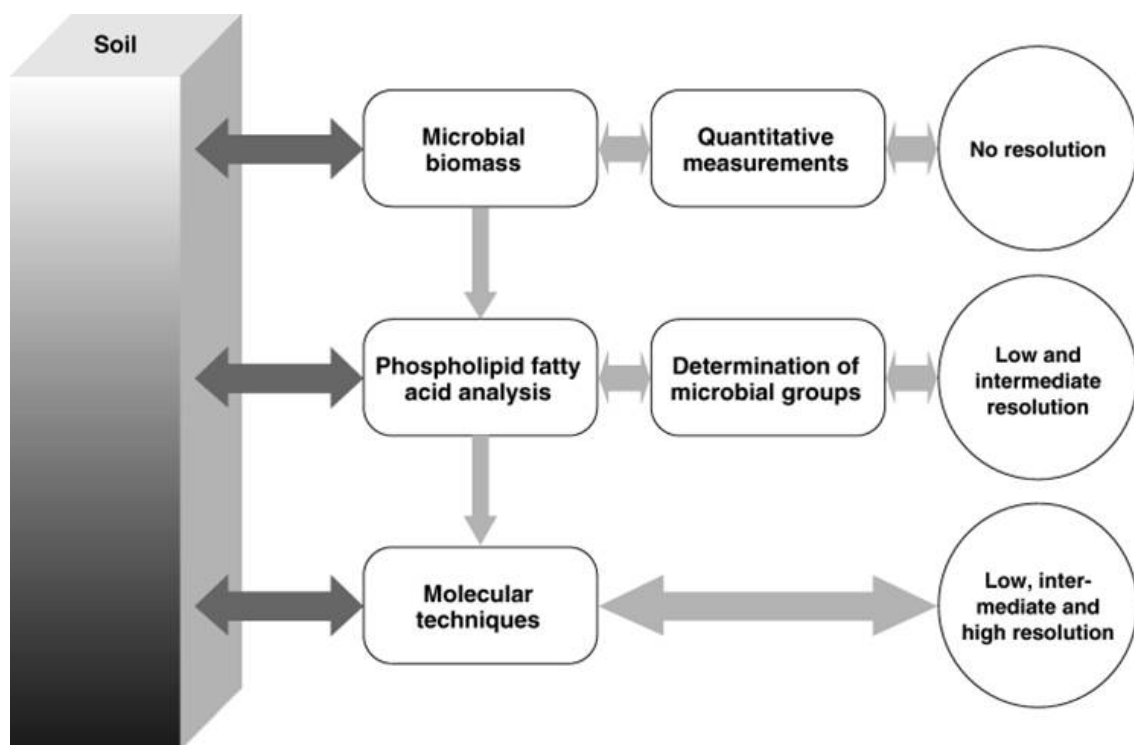 Soil
Microbial
biomass
Quantitative
measurements
No resolution
Phospholipid fatty
acid analysis
Determination of
microbial groups
Low and
intermediate
resolution
Molecular
techniques
Low, inter-
mediate and
high resolution